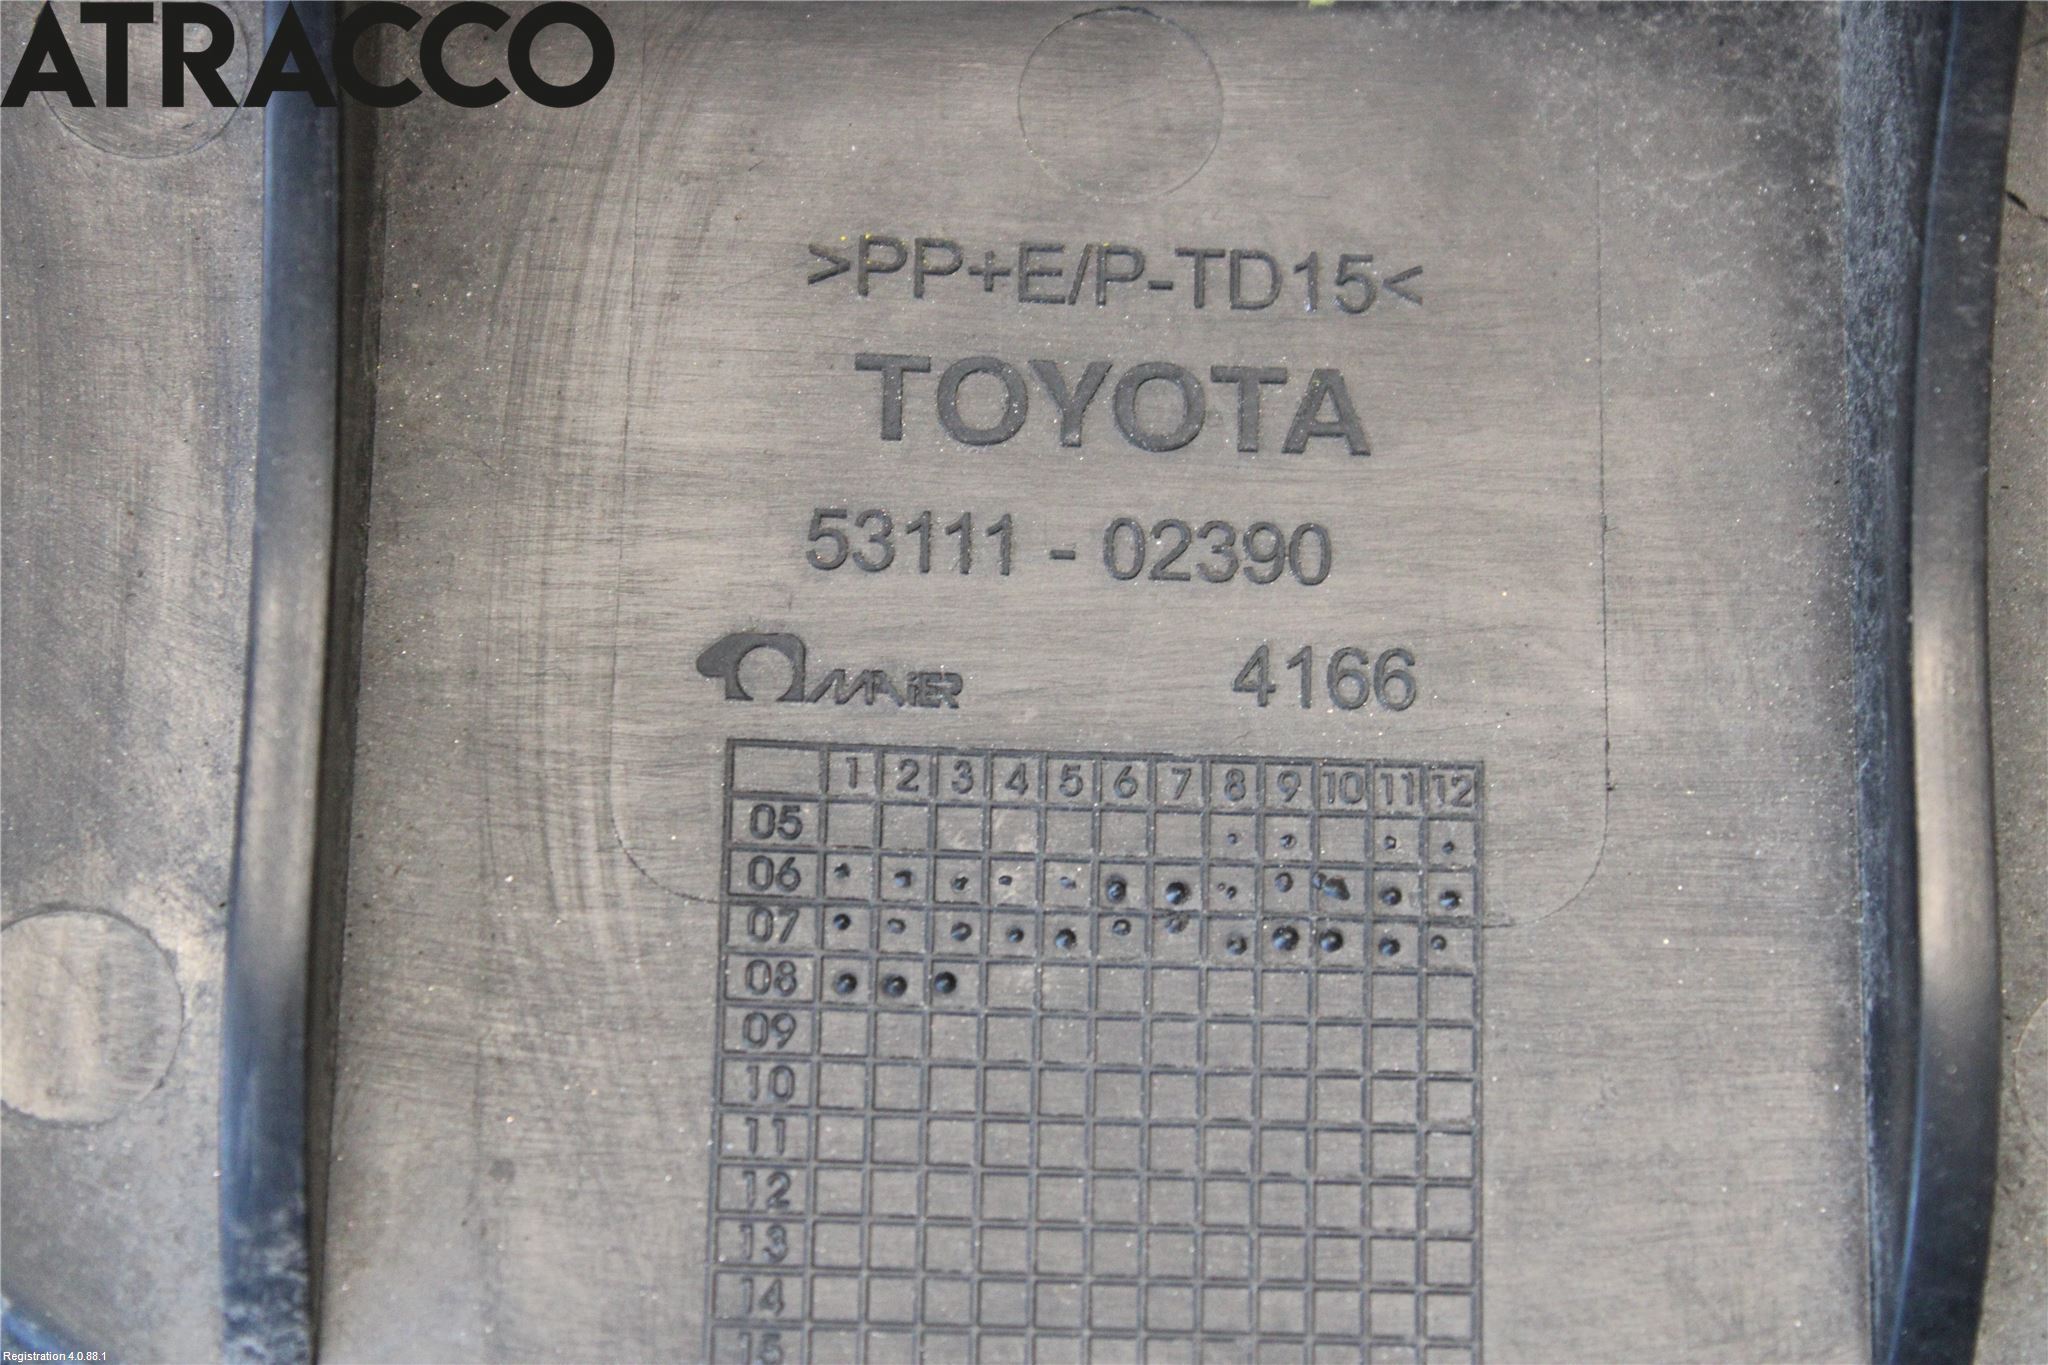 ATRACCO
>PP+E/P-TD15<
TOYOTA
53111 - 02390
MAIER 4166
1 2 3 4 5 6 7 8 9 10 11 12
05
06
07
08
09
10
11
12
13
14
15
Registration 4.0.88.1